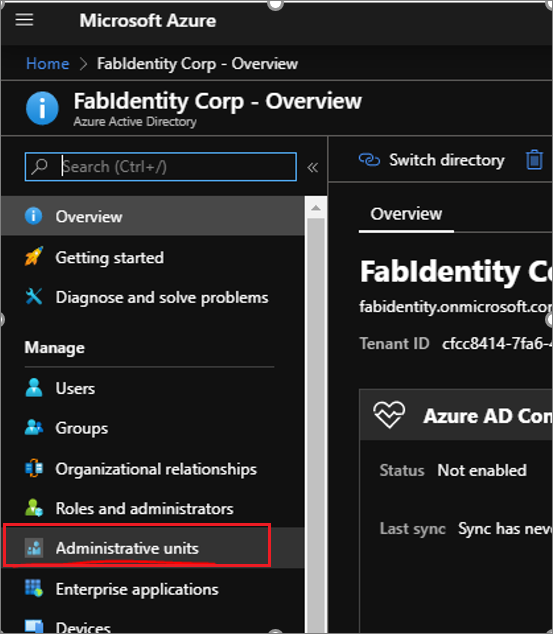 Microsoft Azure
Home > FabIdentity Corp - Overview
FabIdentity Corp - Overview
Azure Active Directory
Search (Ctrl+/)
«
Switch directory
Overview
Getting started
Diagnose and solve problems
Manage
Users
Groups
Organizational relationships
Roles and administrators
Administrative units
Enterprise applications
Devices
Overview
FabIdentity C
fabidentity.onmicrosoft.co
Tenant ID cfcc8414-7fa6-4
Azure AD Con
Status Not enabled
Last sync Sync has neve